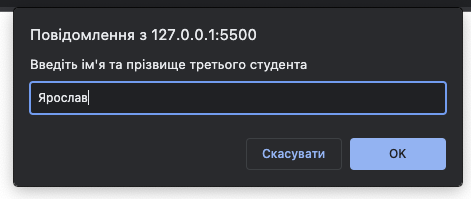 Повідомлення з 127.0.0.1:5500
Введіть ім'я та прізвище третього студента
Ярослав
Скасувати OK